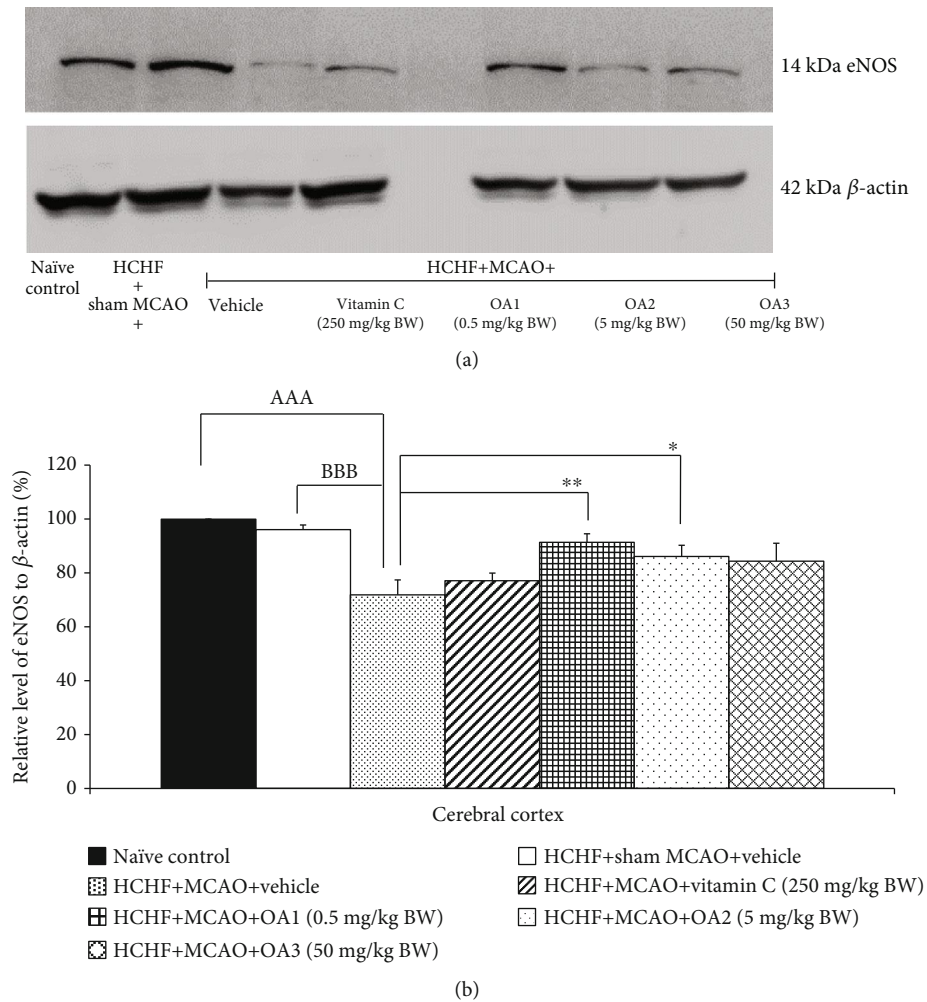 14 kDa eNOS
42 kDa β-actin
Naïve
control
HCHF
+
sham MCAO
+
HCHF+MCAO+
Vehicle
Vitamin C
(250 mg/kg BW)
OA1
(0.5 mg/kg BW)
OA2
(5 mg/kg BW)
OA3
(50 mg/kg BW)
(a)
Relative level of eNOS to β-actin (%)
120
100
80
60
40
20
0
AAA
BBB
**
*
Cerebral cortex
Naïve control
HCHF+sham MCAO+vehicle
HCHF+MCAO+vehicle
HCHF+MCAO+vitamin C (250 mg/kg BW)
HCHF+MCAO+OA1 (0.5 mg/kg BW)
HCHF+MCAO+OA2 (5 mg/kg BW)
HCHF+MCAO+OA3 (50 mg/kg BW)
(b)